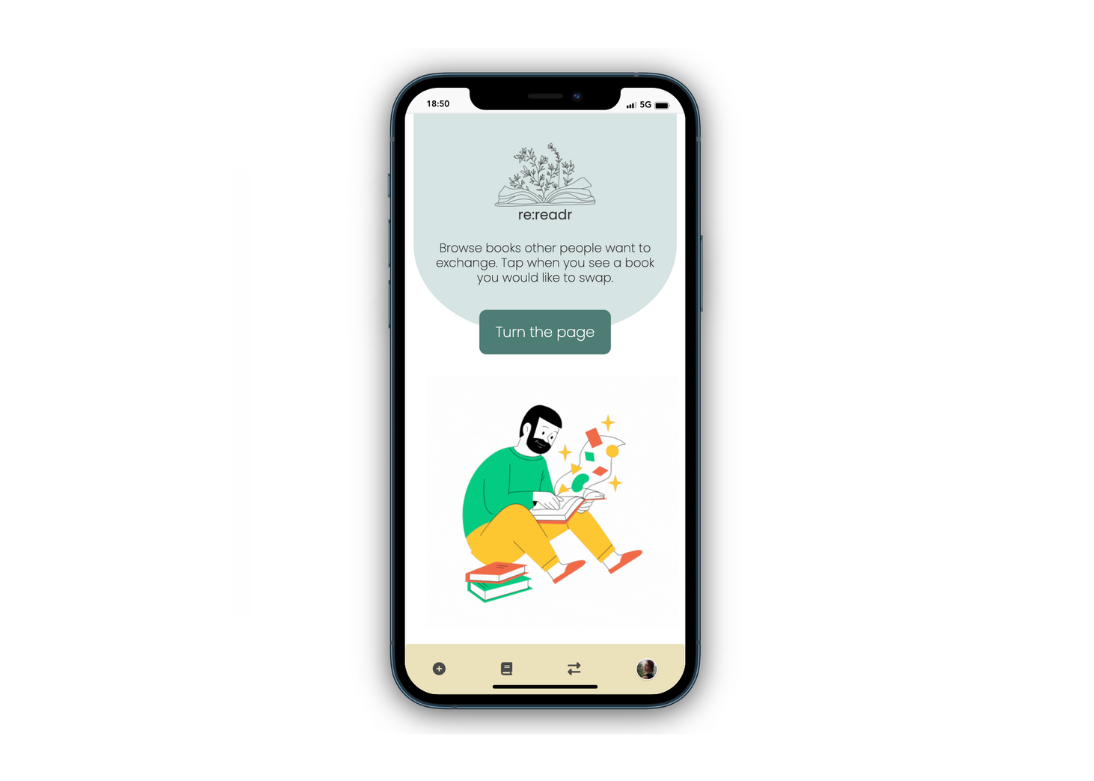 18:50
5G
re:readr
Browse books other people want to
exchange. Tap when you see a book
you would like to swap.
Turn the page